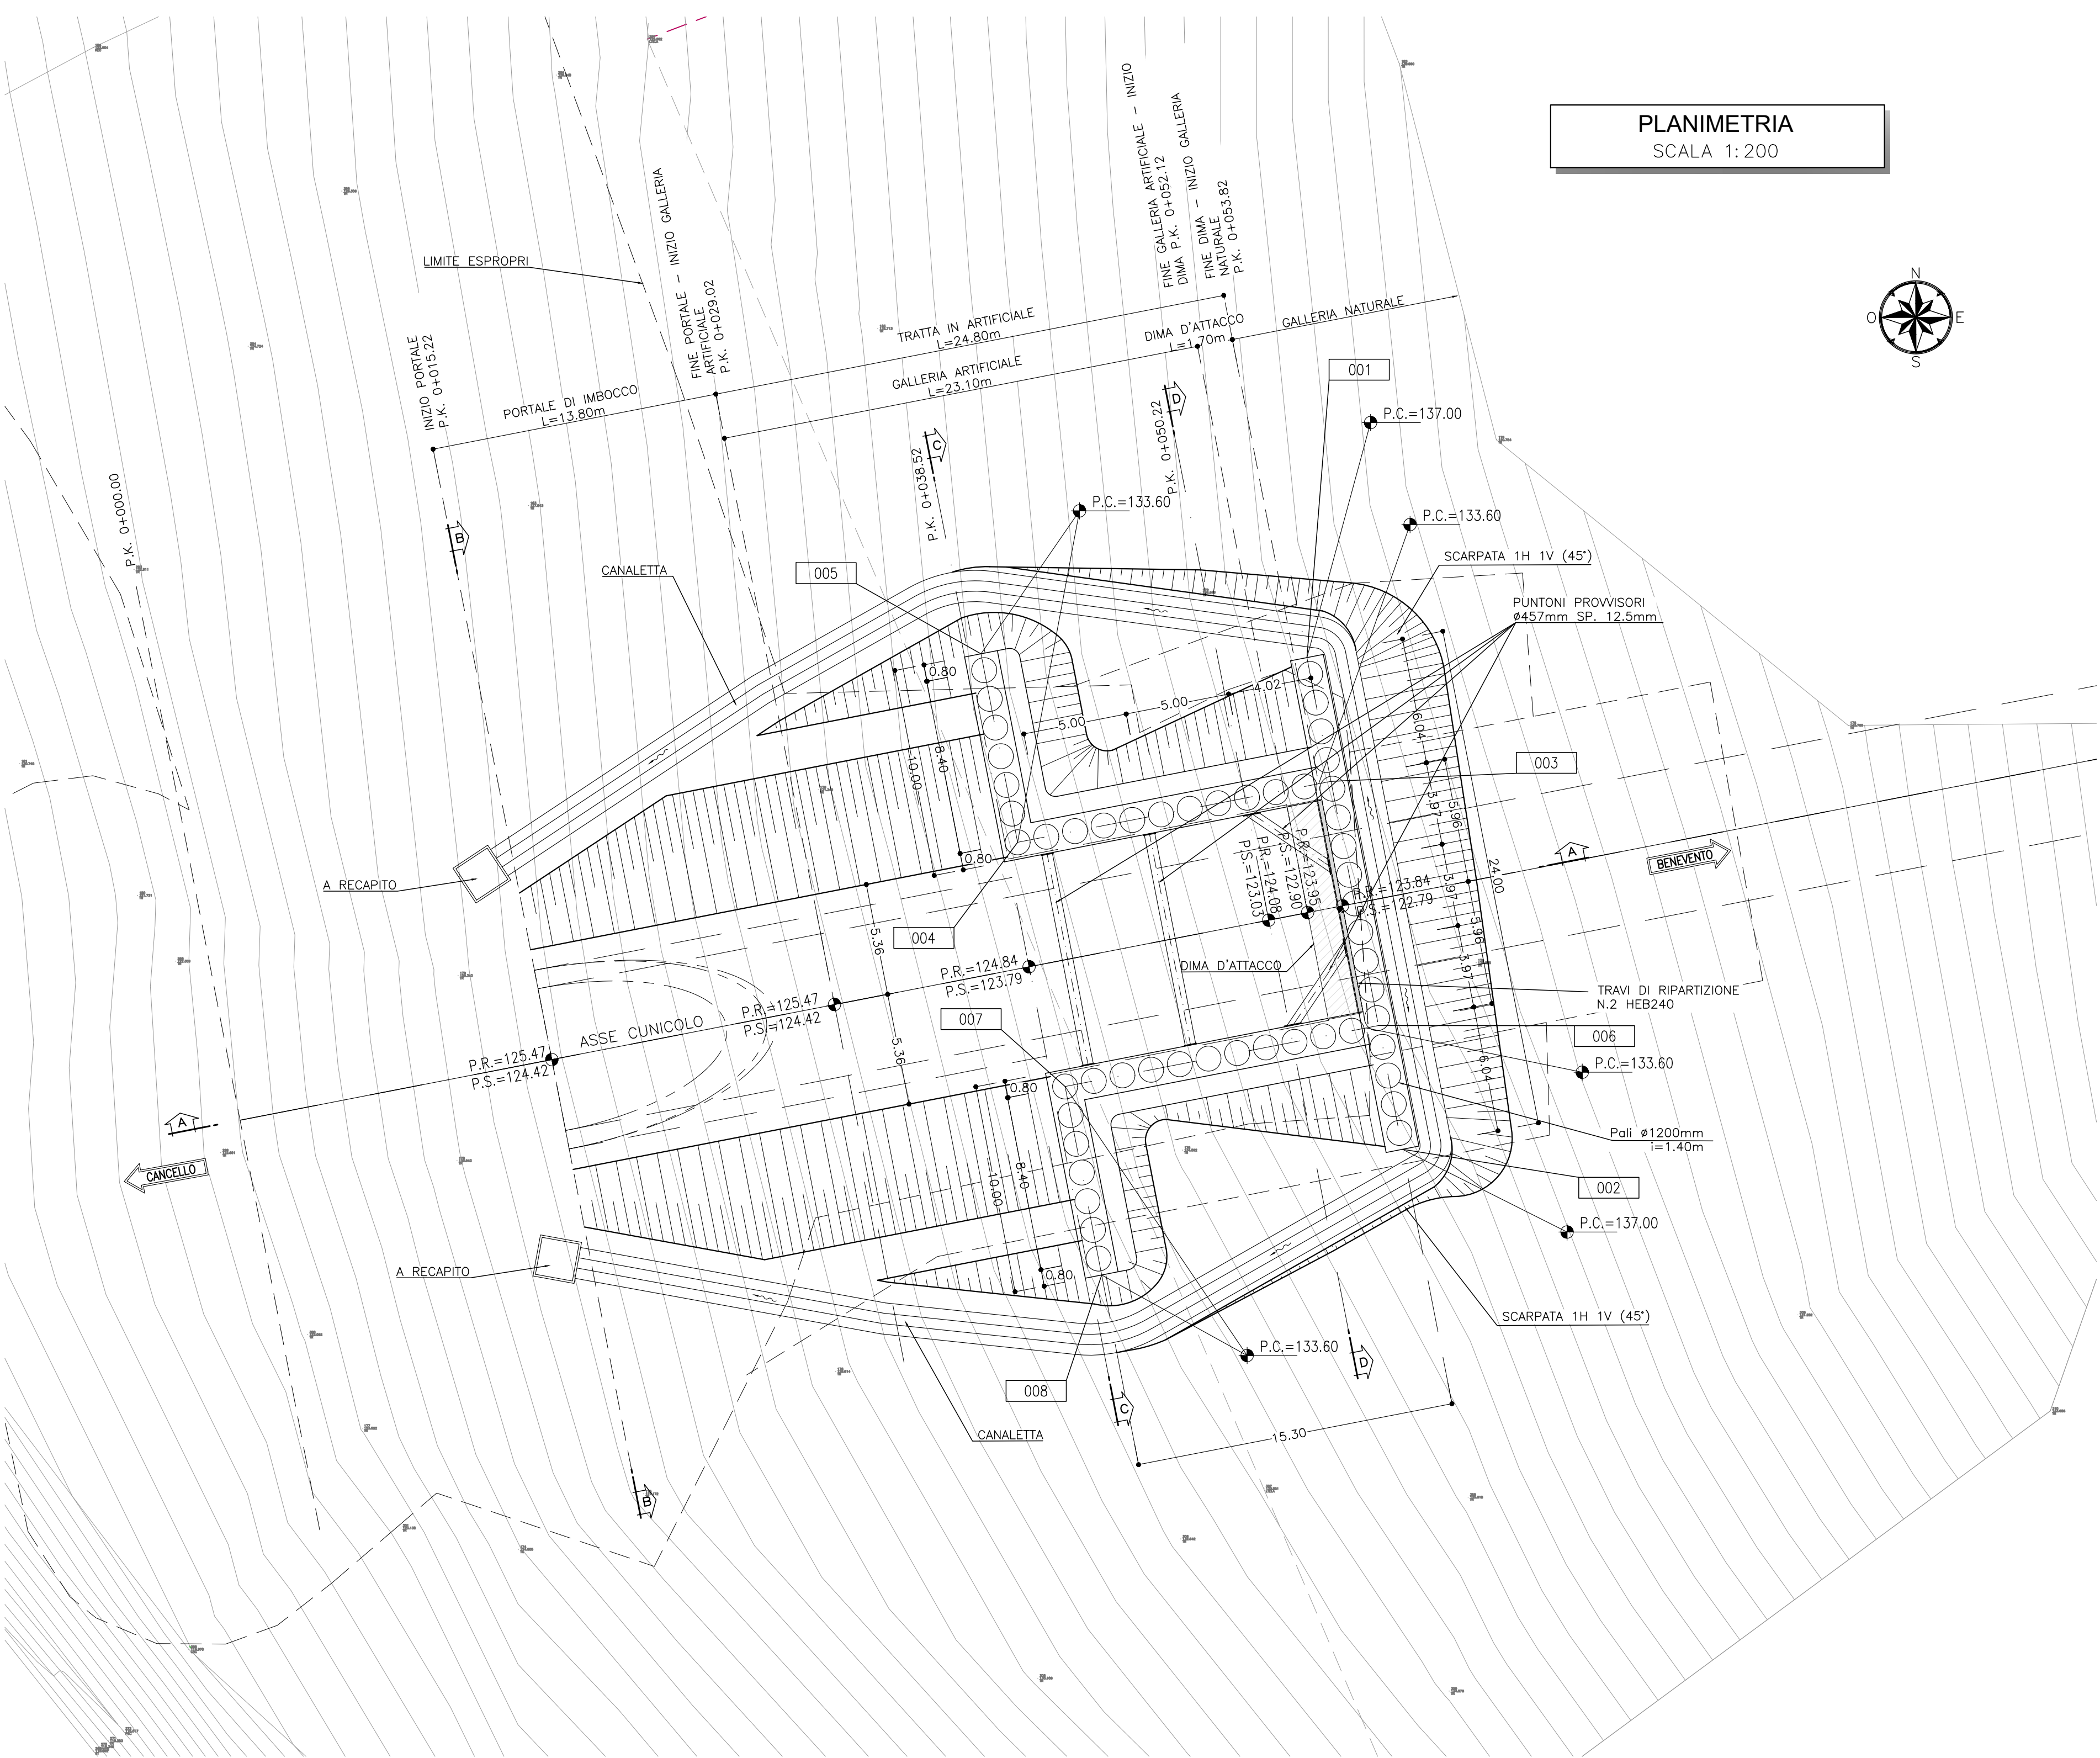 PLANIMETRIA
SCALA 1:200
N
O
E
S
LIMITE ESPROPRI
INIZIO PORTALE
P.K. 0+015.22
FINE PORTALE - INIZIO GALLERIA
ARTIFICIALE
P.K. 0+029.02
FINE GALLERIA ARTIFICIALE - INIZIO
DIMA P.K. 0+052.12
FINE DIMA - INIZIO GALLERIA
NATURALE
P.K. 0+053.82
TRATTA IN ARTIFICIALE
L=24.80m
DIMA D'ATTACCO
L=1.70m
GALLERIA NATURALE
PORTALE DI IMBOCCO
L=13.80m
GALLERIA ARTIFICIALE
L=23.10m
P.K. 0+000.00
P.K. 0+038.52
P.K. 0+050.22
B
C
D
001
P.C.=137.00
P.C.=133.60
P.C.=133.60
SCARPATA 1H 1V (45°)
PUNTONI PROVVISORI
ø457mm SP. 12.5mm
CANALETTA
005
0.80
5.00
5.00
4.02
6.04
10.00
8.40
0.80
003
3.97
5.96
3.97
24.00
5.96
3.97
6.04
A
BENEVENTO
A RECAPITO
004
P.S.=123.03
P.R.=124.08
P.S.=122.90
P.R.=123.95
P.R.=123.84
P.S.=122.79
5.36
P.R.=124.84
P.S.=123.79
DIMA D'ATTACCO
TRAVI DI RIPARTIZIONE
N.2 HEB240
007
006
P.C.=133.60
ASSE CUNICOLO
P.R.=125.47
P.S.=124.42
P.R.=125.47
P.S.=124.42
5.36
0.80
8.40
10.00
0.80
A
CANCELLO
Pali ø1200mm
i=1.40m
002
P.C.=137.00
A RECAPITO
SCARPATA 1H 1V (45°)
P.C.=133.60
008
D
C
CANALETTA
15.30
B